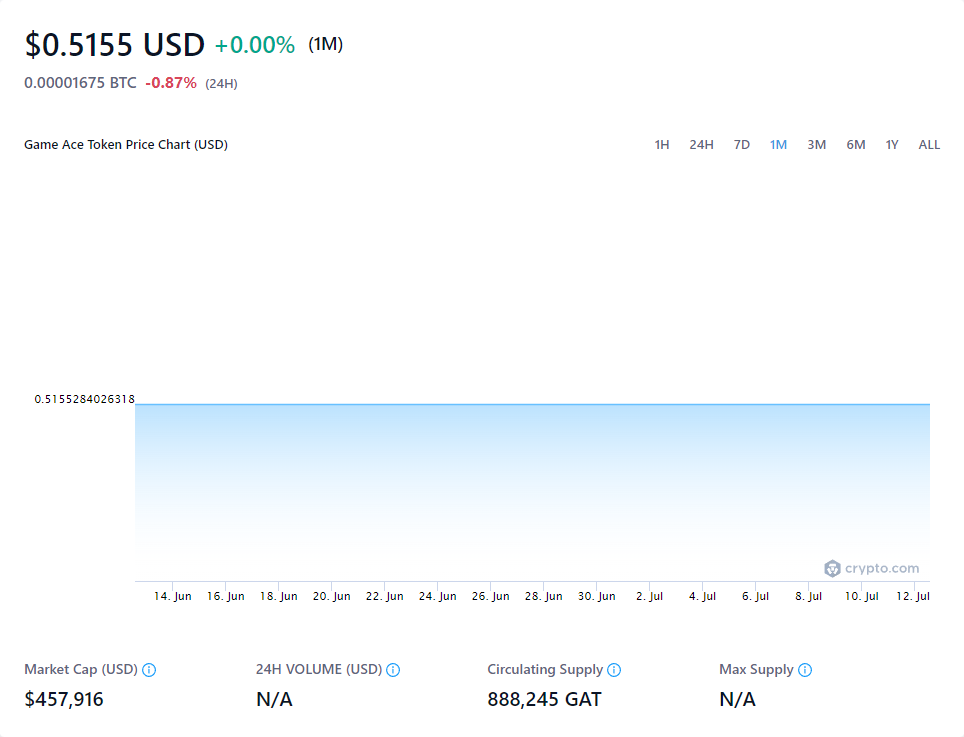 $0.5155 USD +0.00% (1M)
0.00001675 BTC -0.87% (24H)
Game Ace Token Price Chart (USD) 1H 24H 7D 1M 3M 6M 1Y ALL
0.5155284026318
crypto.com
14. Jun 16. Jun 18. Jun 20. Jun 22. Jun 24. Jun 26. Jun 28. Jun 30. Jun 2. Jul 4. Jul 6. Jul 8. Jul 10. Jul 12. Jul
Market Cap (USD) 24H VOLUME (USD) Circulating Supply Max Supply
$457,916 N/A 888,245 GAT N/A